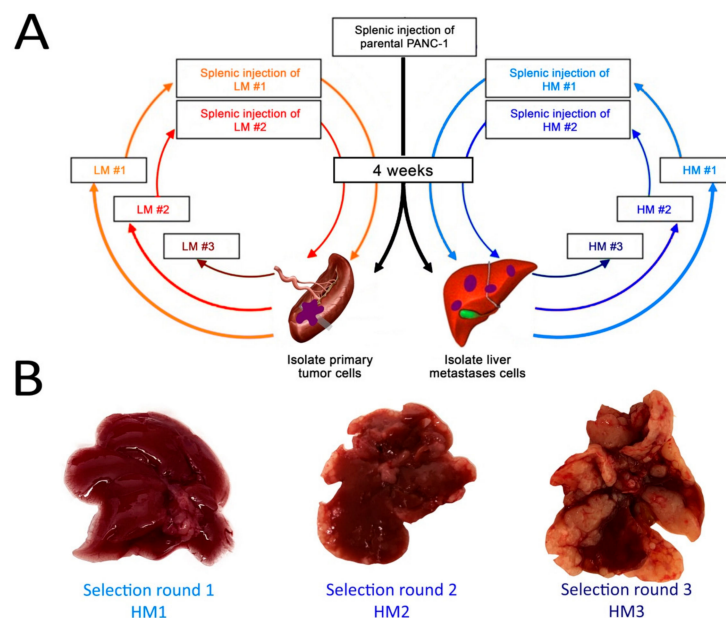 A
Splenic injection of
parental PANC-1
Splenic injection of
LM #1
Splenic injection of
HM #1
Splenic injection of
LM #2
Splenic injection of
HM #2
4 weeks
LM #1
HM #1
LM #2
HM #2
LM #3
HM #3
Isolate primary
tumor cells
Isolate liver
metastases cells
B
Selection round 1
HM1
Selection round 2
HM2
Selection round 3
HM3